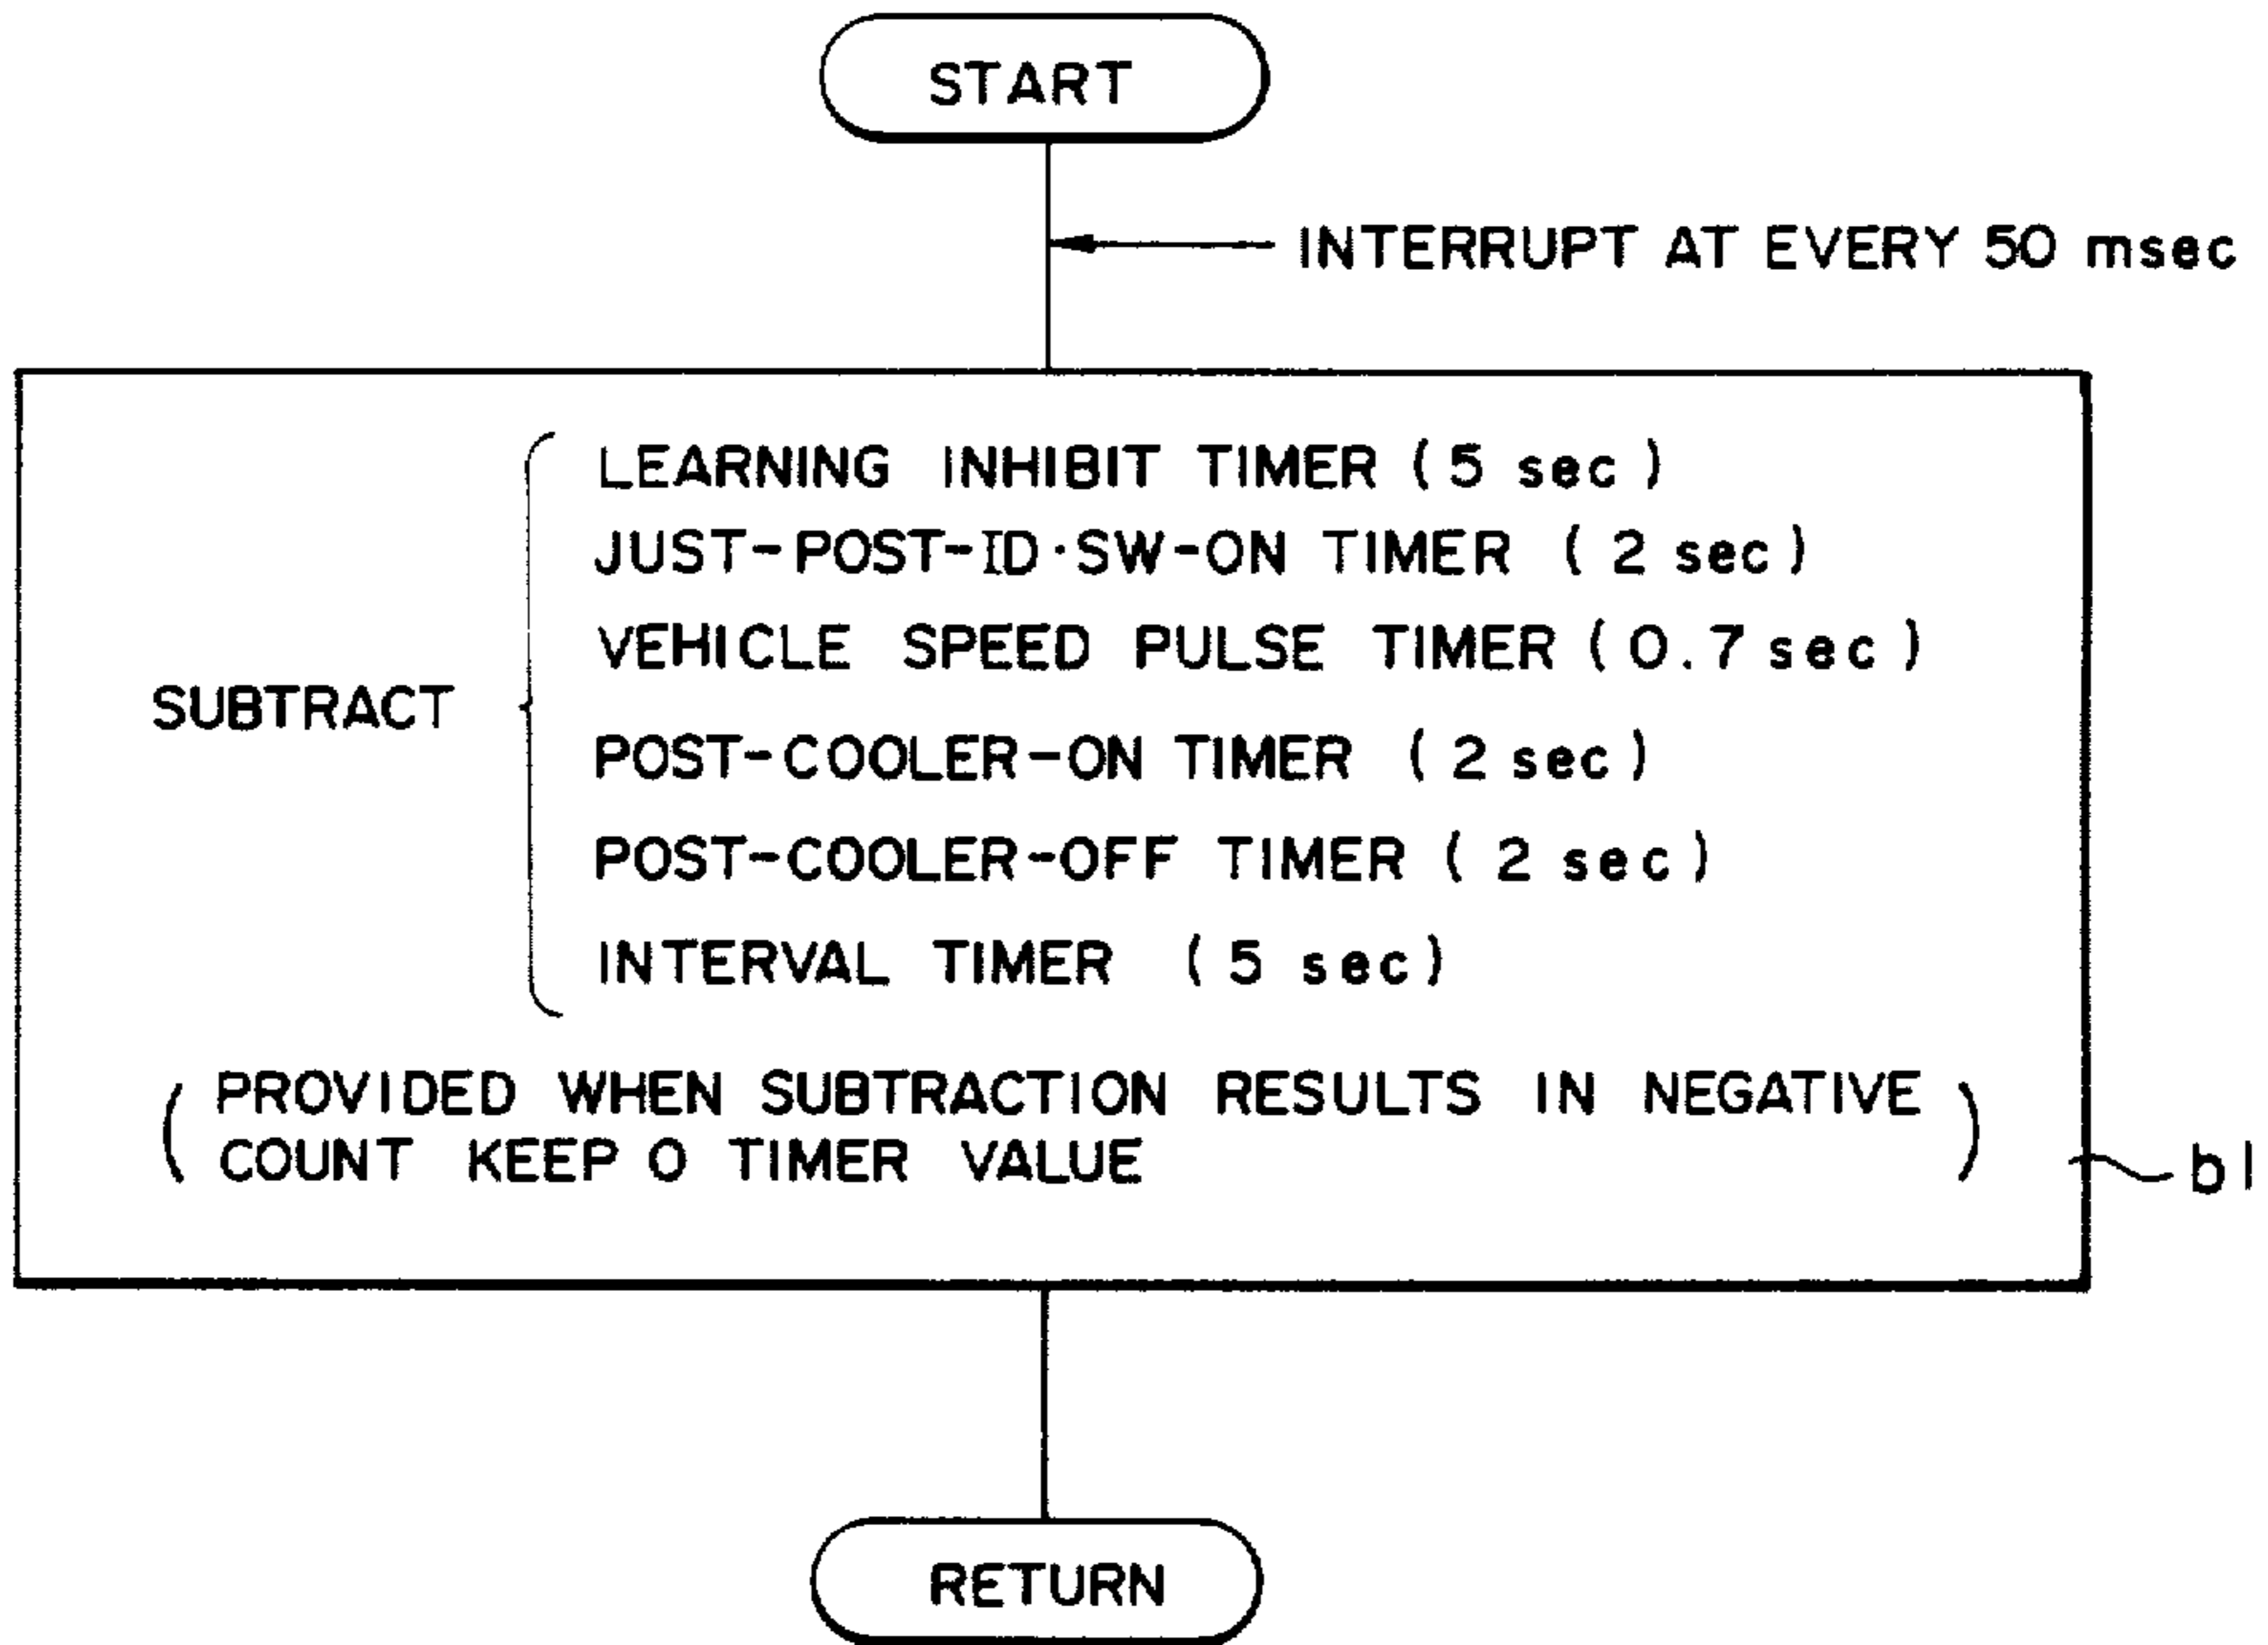 START
INTERRUPT AT EVERY 50 msec
LEARNING INHIBIT TIMER (5 sec)
JUST-POST-ID·SW-ON TIMER (2 sec)
VEHICLE SPEED PULSE TIMER (0.7 sec)
SUBTRACT
POST-COOLER-ON TIMER (2 sec)
POST-COOLER-OFF TIMER (2 sec)
INTERVAL TIMER (5 sec)
(PROVIDED WHEN SUBTRACTION RESULTS IN NEGATIVE
COUNT KEEP 0 TIMER VALUE)
b1
RETURN